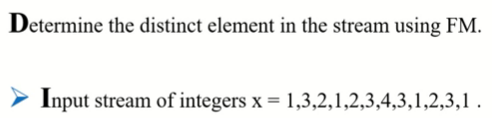 Determine the distinct element in the stream using FM.
Input stream of integers x = 1,3,2,1,2,3,4,3,1,2,3,1 .